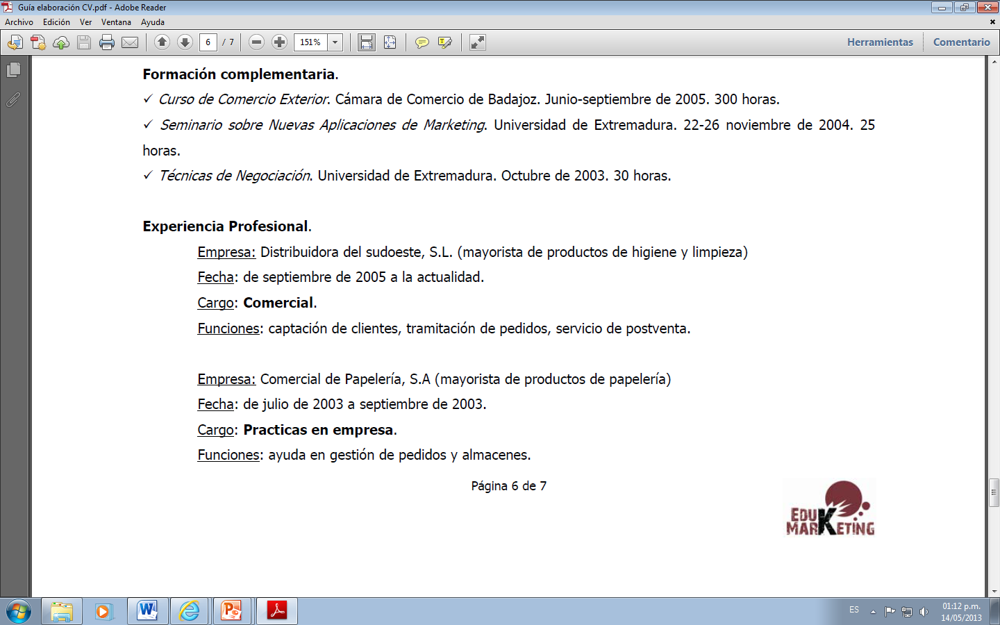 Guía elaboración CV.pdf - Adobe Reader
Archivo Edición Ver Ventana Ayuda
6 / 7 151% Herramientas Comentario
Formación complementaria.
✓ Curso de Comercio Exterior. Cámara de Comercio de Badajoz. Junio-septiembre de 2005. 300 horas.
✓ Seminario sobre Nuevas Aplicaciones de Marketing. Universidad de Extremadura. 22-26 noviembre de 2004. 25
horas.
✓ Técnicas de Negociación. Universidad de Extremadura. Octubre de 2003. 30 horas.
Experiencia Profesional.
Empresa: Distribuidora del sudoeste, S.L. (mayorista de productos de higiene y limpieza)
Fecha: de septiembre de 2005 a la actualidad.
Cargo: Comercial.
Funciones: captación de clientes, tramitación de pedidos, servicio de postventa.
Empresa: Comercial de Papelería, S.A (mayorista de productos de papelería)
Fecha: de julio de 2003 a septiembre de 2003.
Cargo: Practicas en empresa.
Funciones: ayuda en gestión de pedidos y almacenes.
Página 6 de 7
EDU
MARKETING
ES 01:12 p.m.
14/05/2013